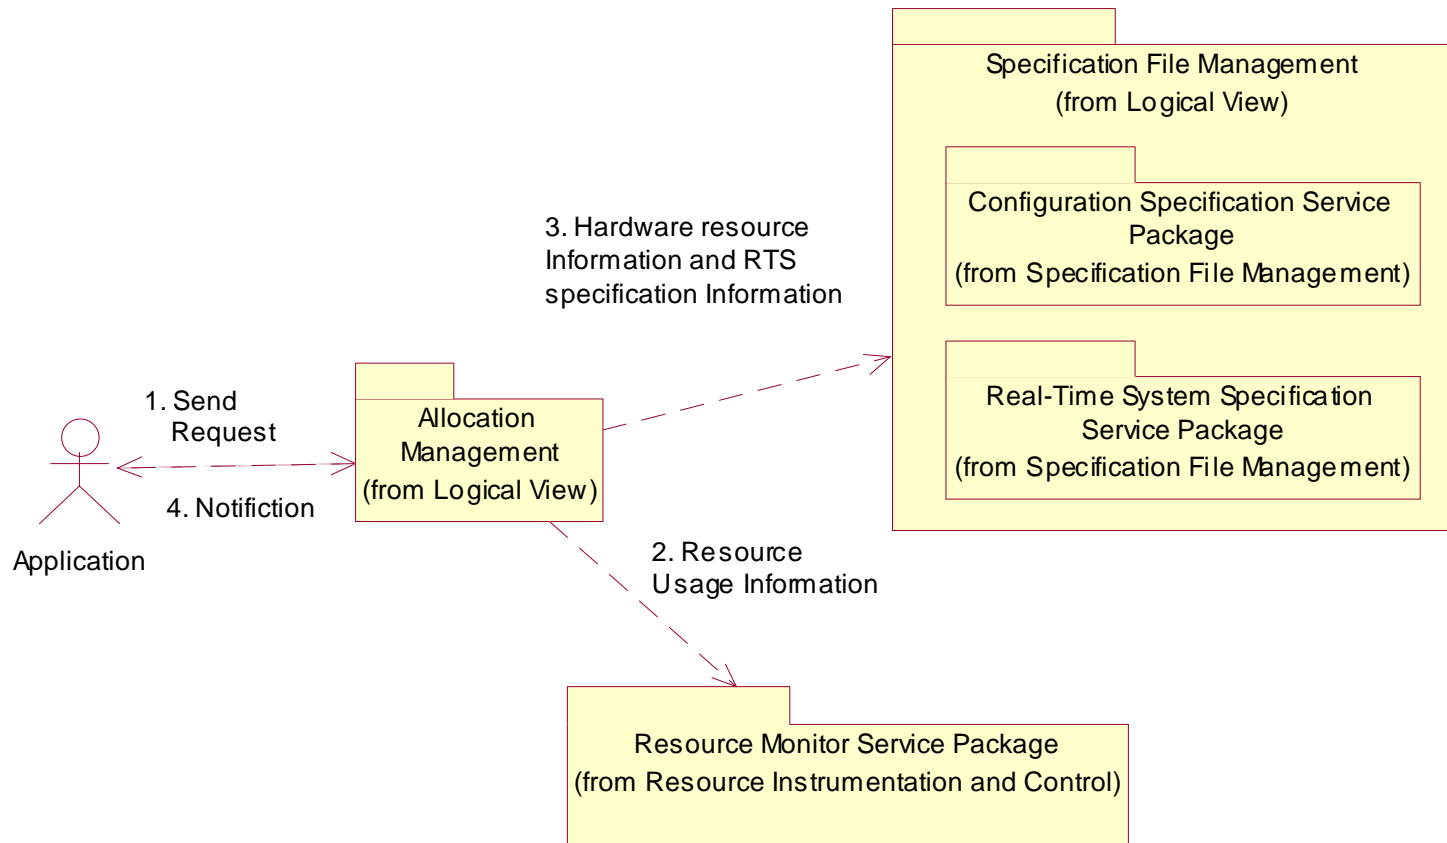 Specification File Management
(from Logical View)
Configuration Specification Service
Package
(from Specification File Management)
3. Hardware resource
Information and RTS
specification Information
Real-Time System Specification
Service Package
(from Specification File Management)
1. Send
Request
Allocation
Management
(from Logical View)
4. Notifiction
Application
2. Resource
Usage Information
Resource Monitor Service Package
(from Resource Instrumentation and Control)